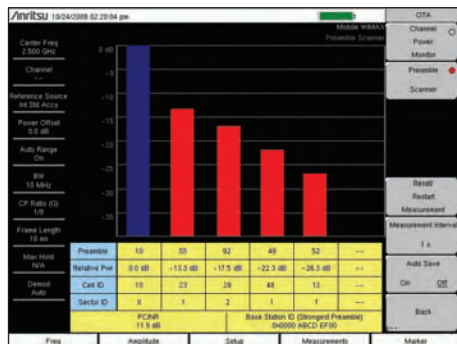 Anritsu 10/24/2008 02:20:04 pm
OTA
Mobile WiMAX
Preamble Scanner
Center Freq
2.500 GHz
Channel
--
Reference Source
Int Std Accy
Power Offset
0.0 dB
Auto Range
On
BW
10 MHz
CP Ratio (G)
1/8
Frame Length
10 ms
Max Hold
N/A
Demod
Auto
0 dB
-5
-10
-15
-20
-25
-30
-35
Channel
Power
Monitor
Preamble
Scanner
Reset/
Restart
Measurement
Measurement Interval
1 s
Auto Save
On Off
Back
Preamble 10 55 92 48 52 --
Relative Pwr 0.0 dB -13.8 dB -17.5 dB -22.3 dB --
Cell ID 10 23 28 48 13 --
Sector ID 0 1 2 1 1 --
PCINR
11.9 dB
Base Station ID (Strongest Preamble)
0x0000 ABCD EF00
Freq Amplitude Setup Measurements Marker